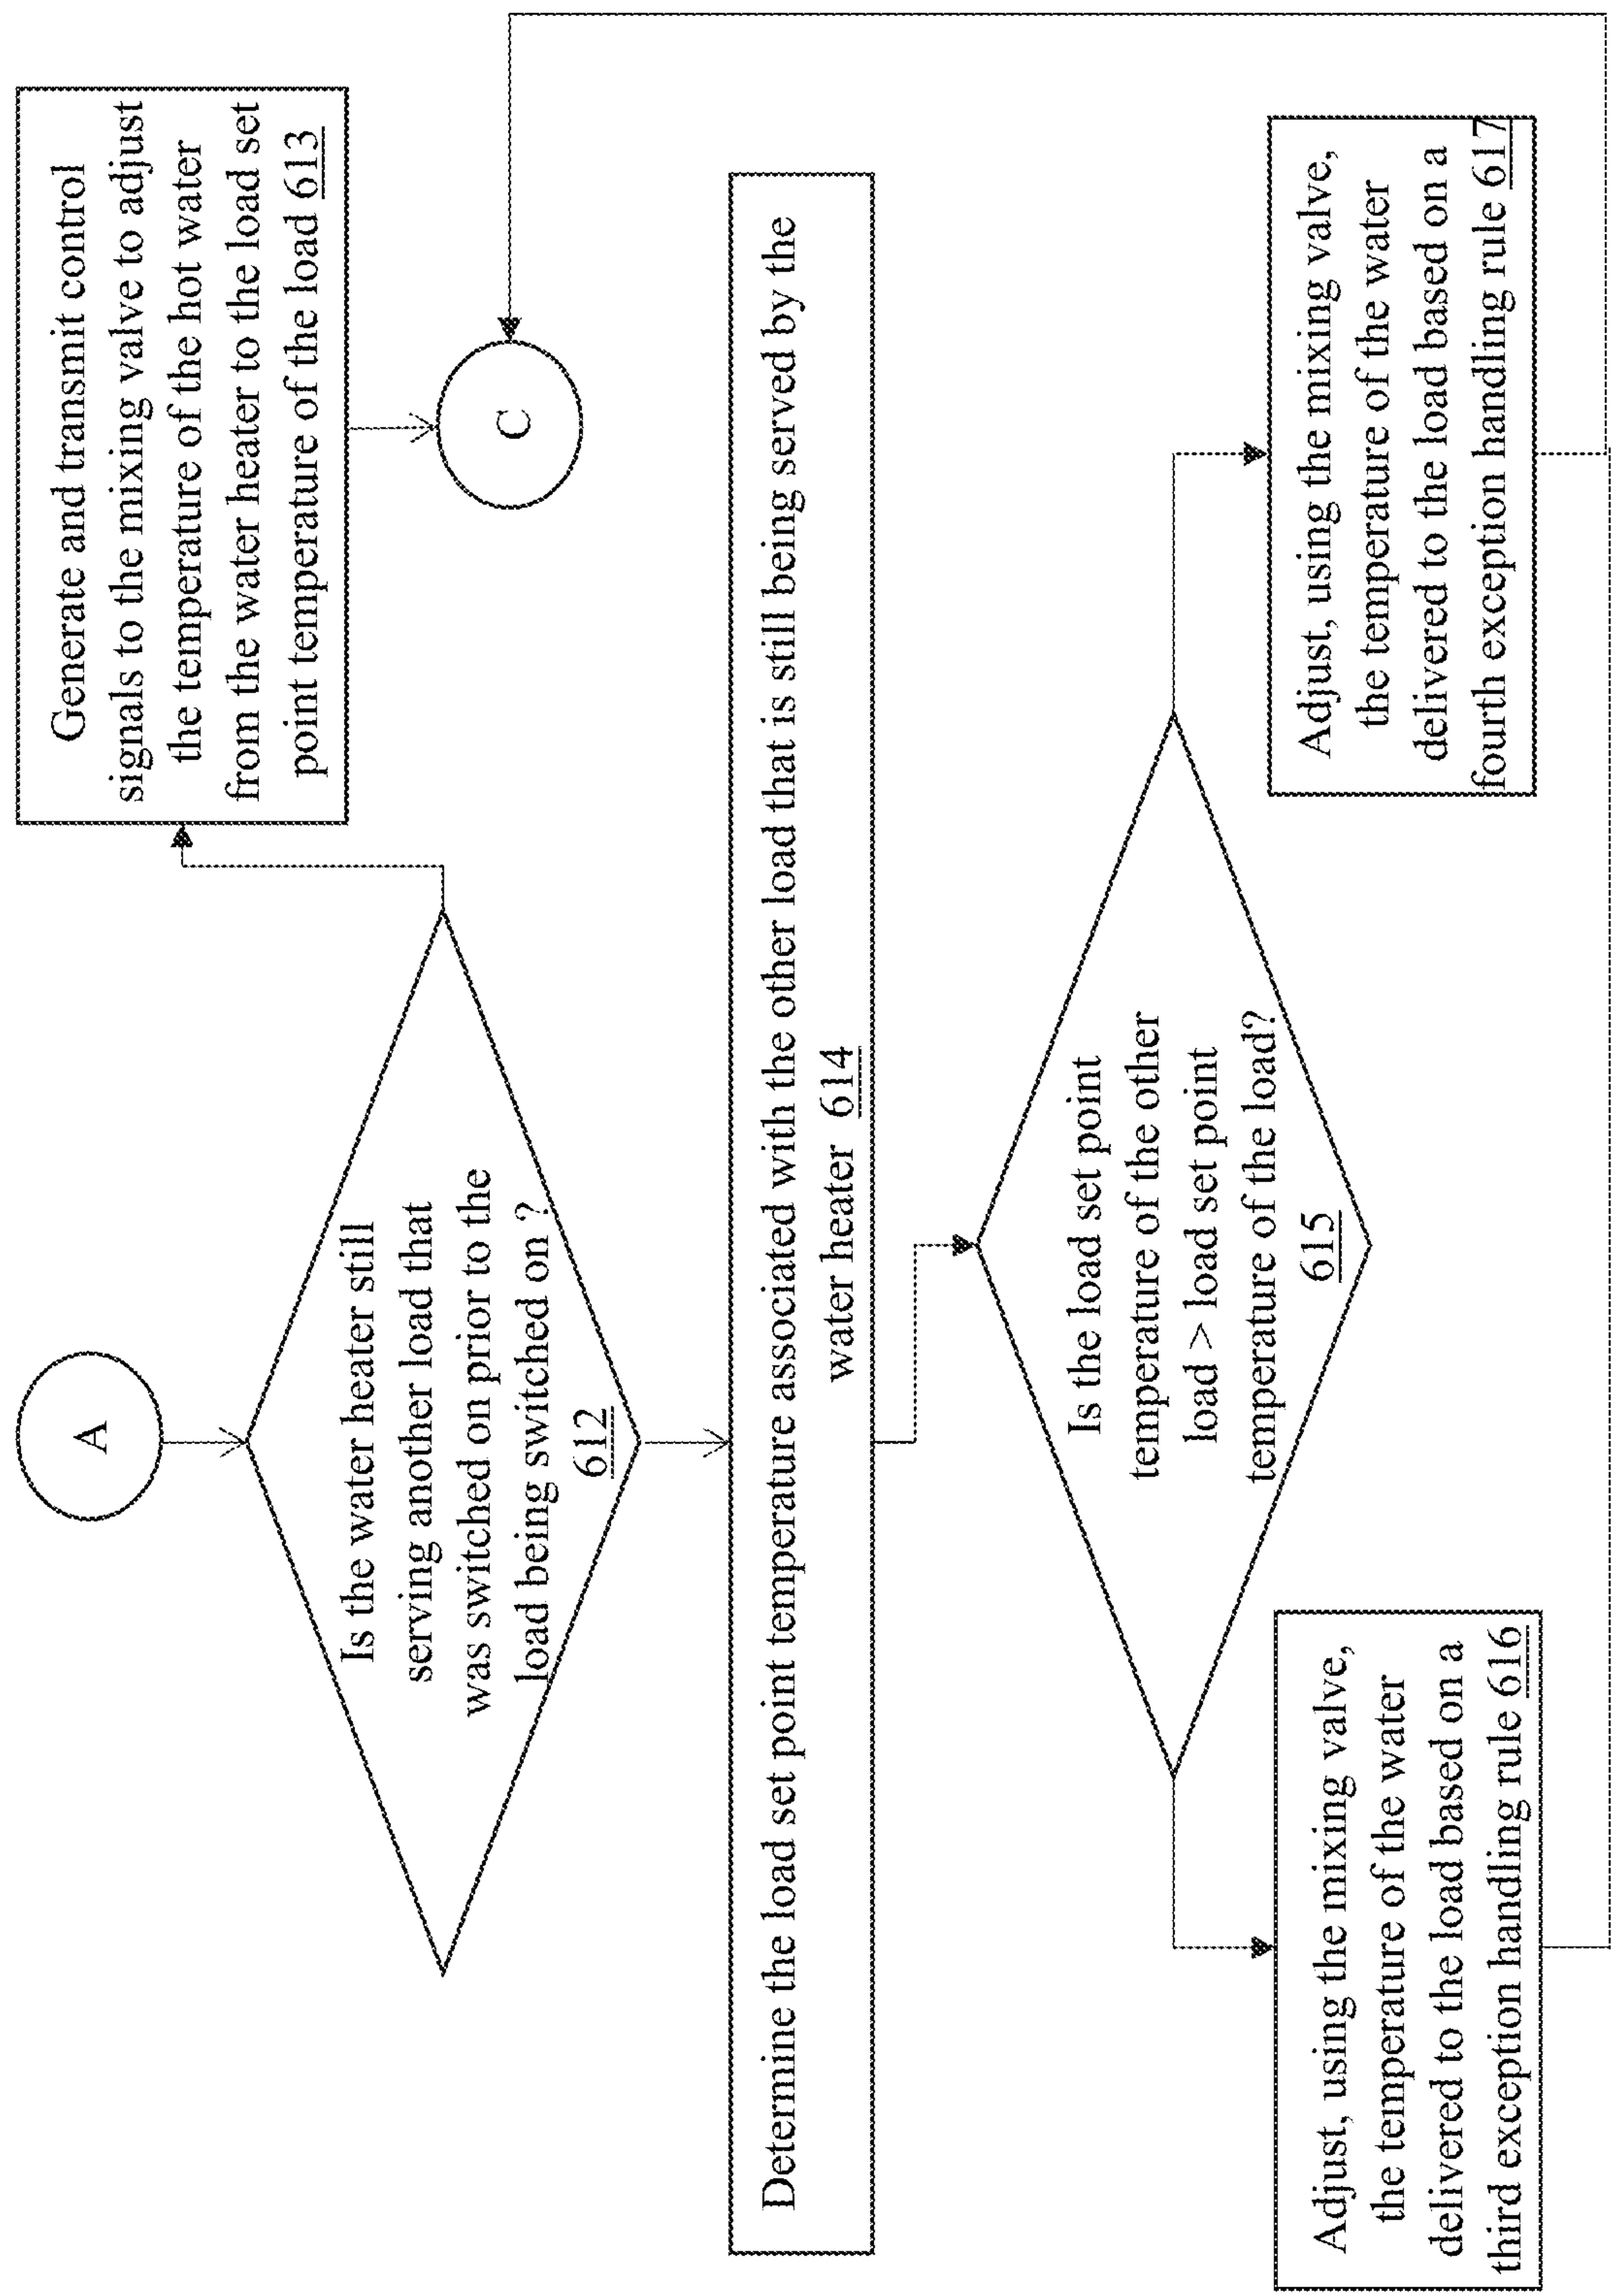 A
Is the water heater still
serving another load that
was switched on prior to the
load being switched on ?
612
Generate and transmit control
signals to the mixing valve to adjust
the temperature of the hot water
from the water heater to the load set
point temperature of the load 613
C
Determine the load set point temperature associated with the other load that is still being served by the
water heater 614
Is the load set point
temperature of the other
load > load set point
temperature of the load?
615
Adjust, using the mixing valve,
the temperature of the water
delivered to the load based on a
third exception handling rule 616
Adjust, using the mixing valve,
the temperature of the water
delivered to the load based on a
fourth exception handling rule 617